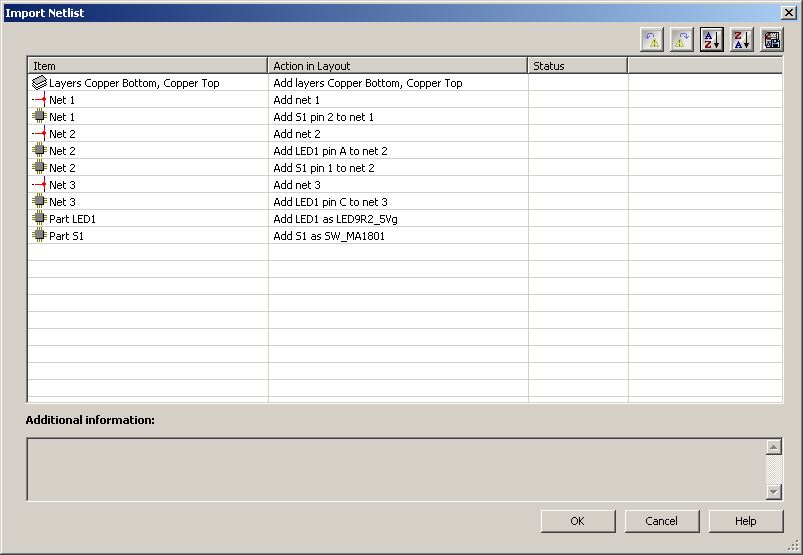 Import Netlist
Item Action in Layout Status
Layers Copper Bottom, Copper Top Add layers Copper Bottom, Copper Top
Net 1 Add net 1
Net 1 Add S1 pin 2 to net 1
Net 2 Add net 2
Net 2 Add LED1 pin A to net 2
Net 2 Add S1 pin 1 to net 2
Net 3 Add net 3
Net 3 Add LED1 pin C to net 3
Part LED1 Add LED1 as LED9R2_5Vg
Part S1 Add S1 as SW_MA1801
Additional information:
OK Cancel Help